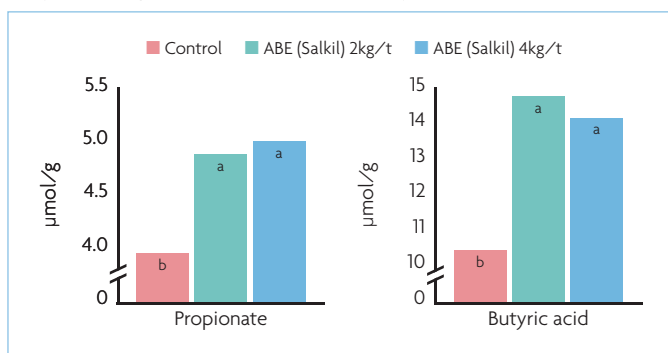 Control ABE (Salkil) 2kg/t ABE (Salkil) 4kg/t
μmol/g
5.5
5.0
4.5
4.0
0
b
a
a
Propionate
μmol/g
15
14
13
12
11
10
0
b
a
a
Butyric acid